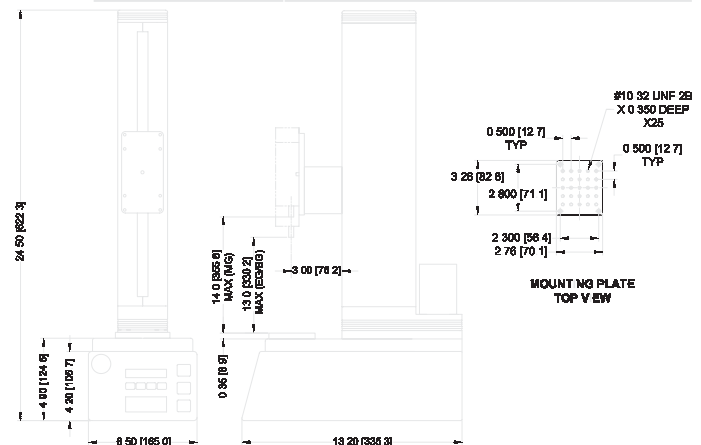 24 50 [622 3]
4 90 [124 5]
4 20 [106 7]
6 50 [165 0]
14 0 [355 6]
MAX (MG)
13 0 [330 2]
MAX (EG/BG)
3 00 [76 2]
0 35 [8 9]
13 20 [335 3]
#10 32 UNF 2B
X 0 350 DEEP
X25
0 500 [12 7]
TYP
0 500 [12 7]
TYP
3 26 [82 8]
2 800 [71 1]
2 300 [58 4]
2 76 [70 1]
MOUNT NG PLATE
TOP V EW